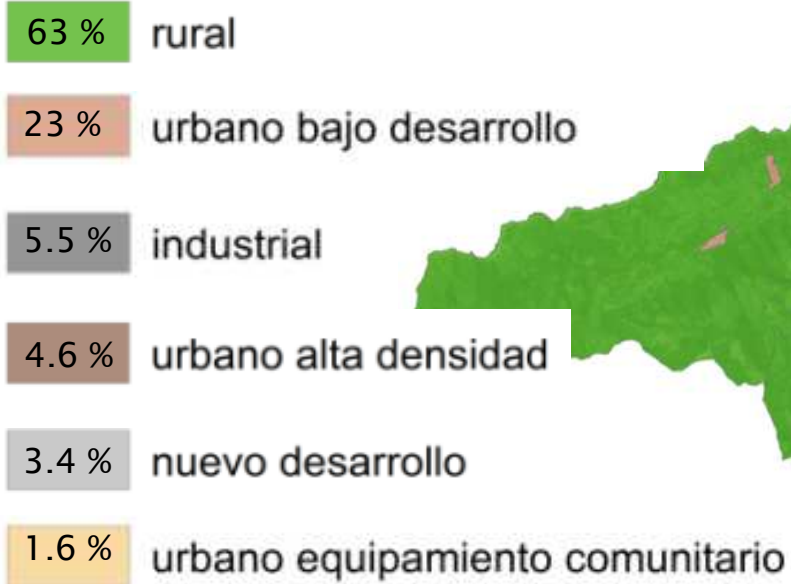 63 % rural
23 % urbano bajo desarrollo
5.5 % industrial
4.6 % urbano alta densidad
3.4 % nuevo desarrollo
1.6 % urbano equipamiento comunitario